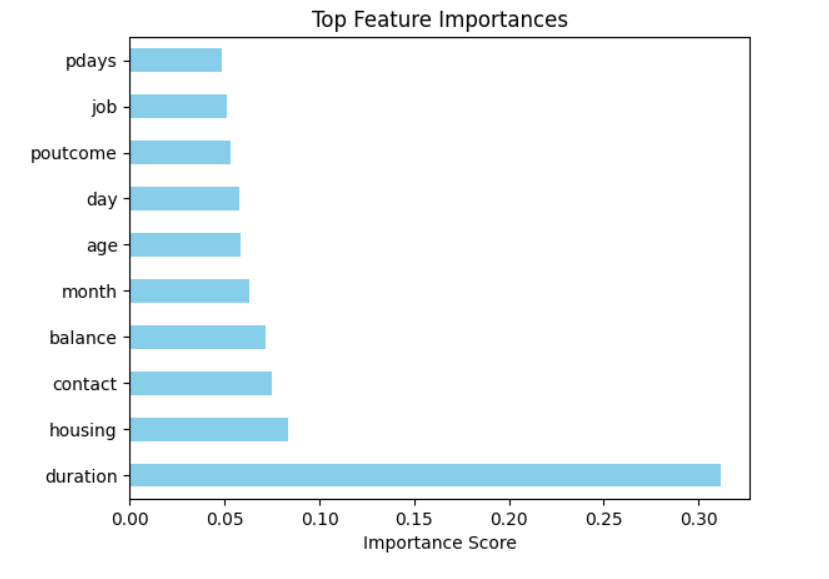 Top Feature Importances
pdays
job
poutcome
day
age
month
balance
contact
housing
duration
0.00 0.05 0.10 0.15 0.20 0.25 0.30
Importance Score